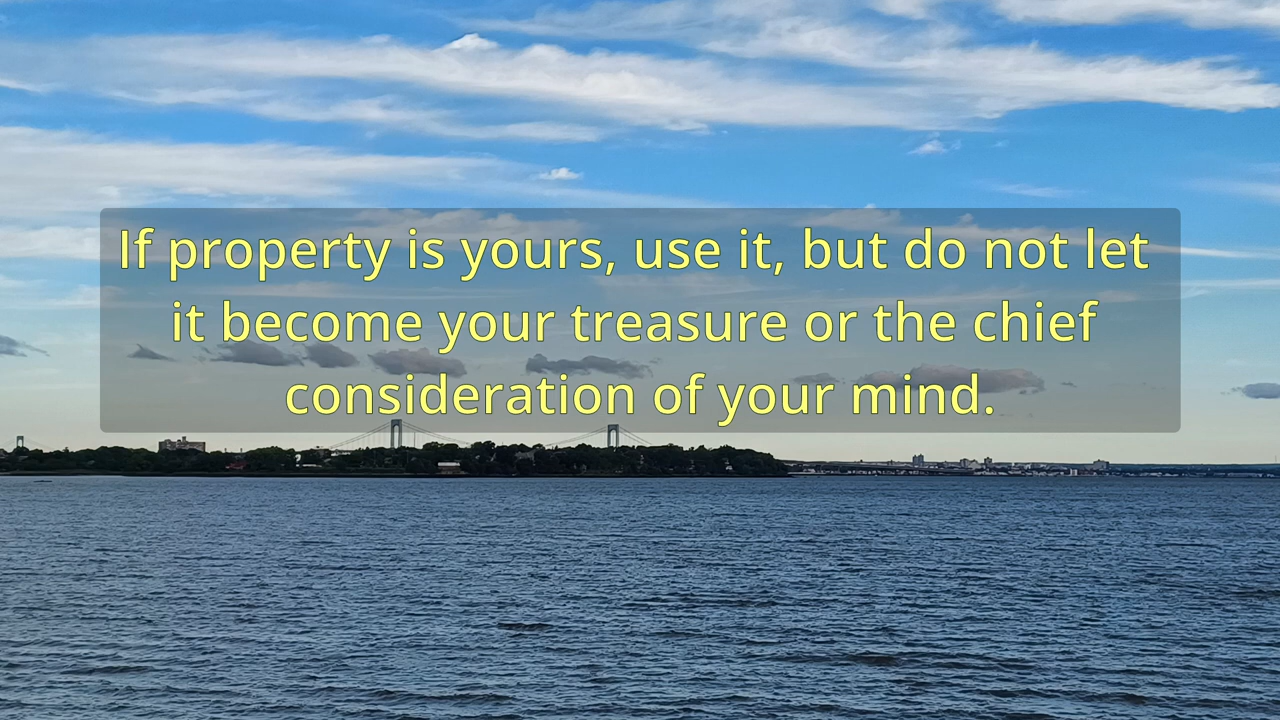 If property is yours, use it, but do not let
it become your treasure or the chief
consideration of your mind.